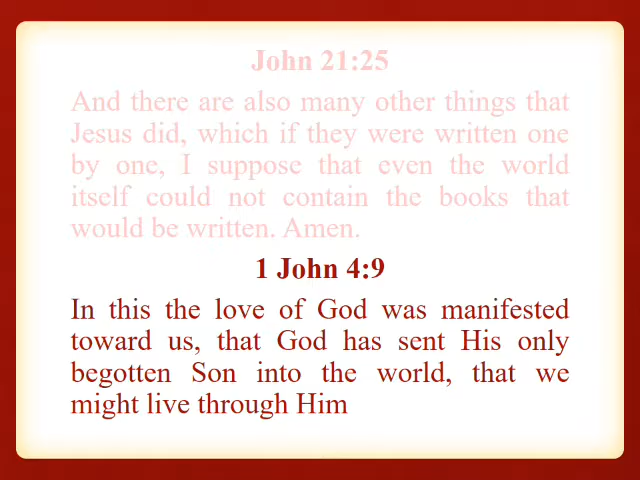 John 21:25
And there are also many other things that
Jesus did, which if they were written one
by one, I suppose that even the world
itself could not contain the books that
would be written. Amen.
1 John 4:9
In this the love of God was manifested
toward us, that God has sent His only
begotten Son into the world, that we
might live through Him